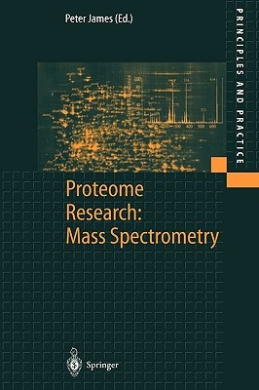 Peter James (Ed.)
PRINCIPLES AND PRACTICE
Proteome
Research:
Mass Spectrometry
Springer